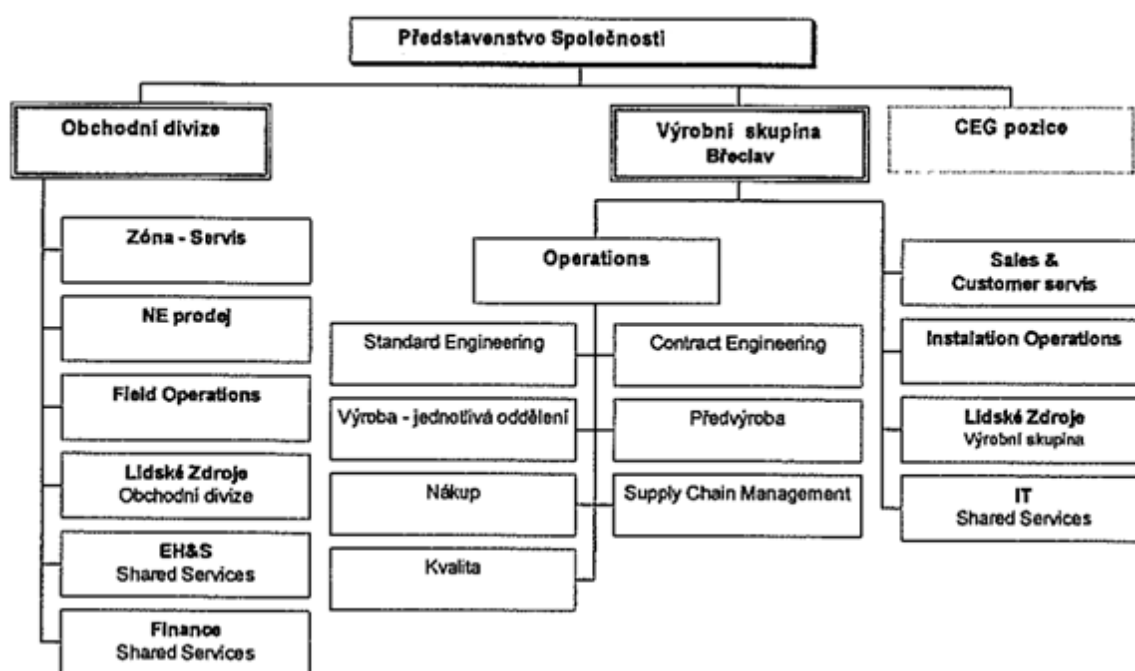 Představenstvo Společnosti
Obchodní divize
Výrobní skupina
Břeclav
CEG pozice
Zóna - Servis
NE prodej
Field Operations
Lidské Zdroje
Obchodní divize
EH&S
Shared Services
Finance
Shared Services
Operations
Standard Engineering
Contract Engineering
Výroba - jednotlivá oddělení
Předvýroba
Nákup
Supply Chain Management
Kvalita
Sales &
Customer servis
Instalation Operations
Lidské Zdroje
Výrobní skupina
IT
Shared Services